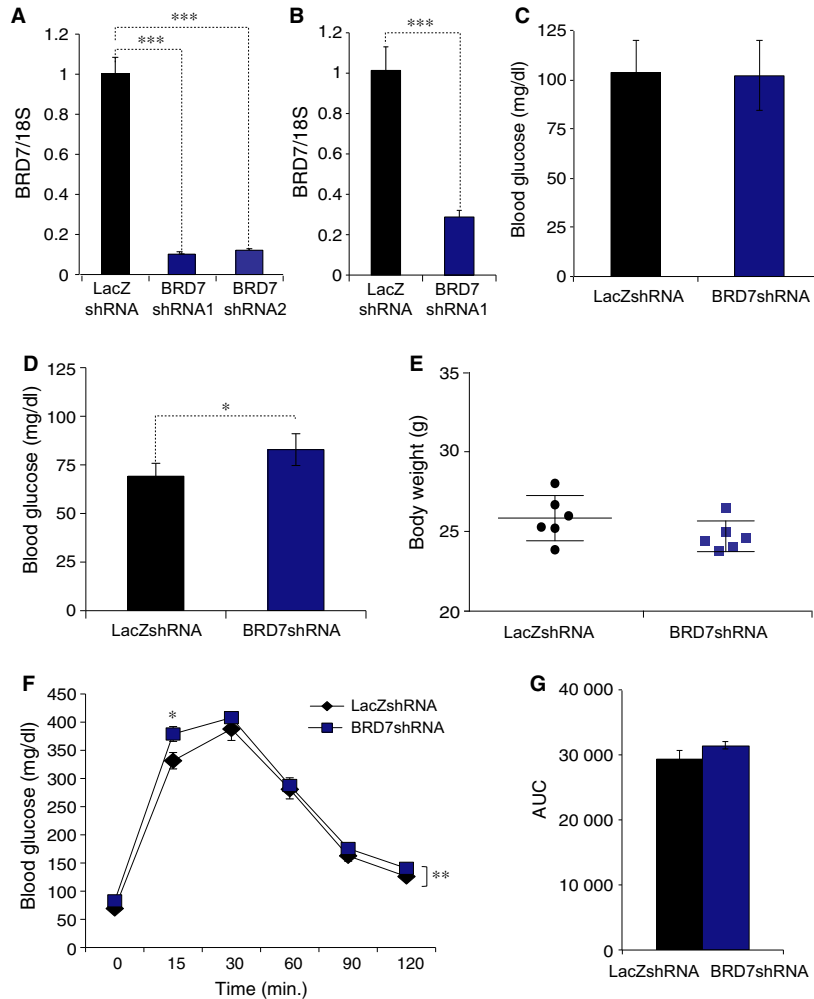 A
***
***
1.2
1
0.8
0.6
0.4
0.2
0
BRD7/18S
LacZ
shRNA
BRD7
shRNA1
BRD7
shRNA2
B
***
1.2
1
0.8
0.6
0.4
0.2
0
BRD7/18S
LacZ
shRNA
BRD7
shRNA1
C
125
100
75
50
25
0
Blood glucose (mg/dl)
LacZshRNA
BRD7shRNA
D
*
125
100
75
50
25
0
Blood glucose (mg/dl)
LacZshRNA
BRD7shRNA
E
35
30
25
20
Body weight (g)
LacZshRNA
BRD7shRNA
F
LacZshRNA
BRD7shRNA
*
**
450
400
350
300
250
200
150
100
50
0
Blood glucose (mg/dl)
0 15 30 60 90 120
Time (min.)
G
40 000
30 000
20 000
10 000
0
AUC
LacZshRNA
BRD7shRNA